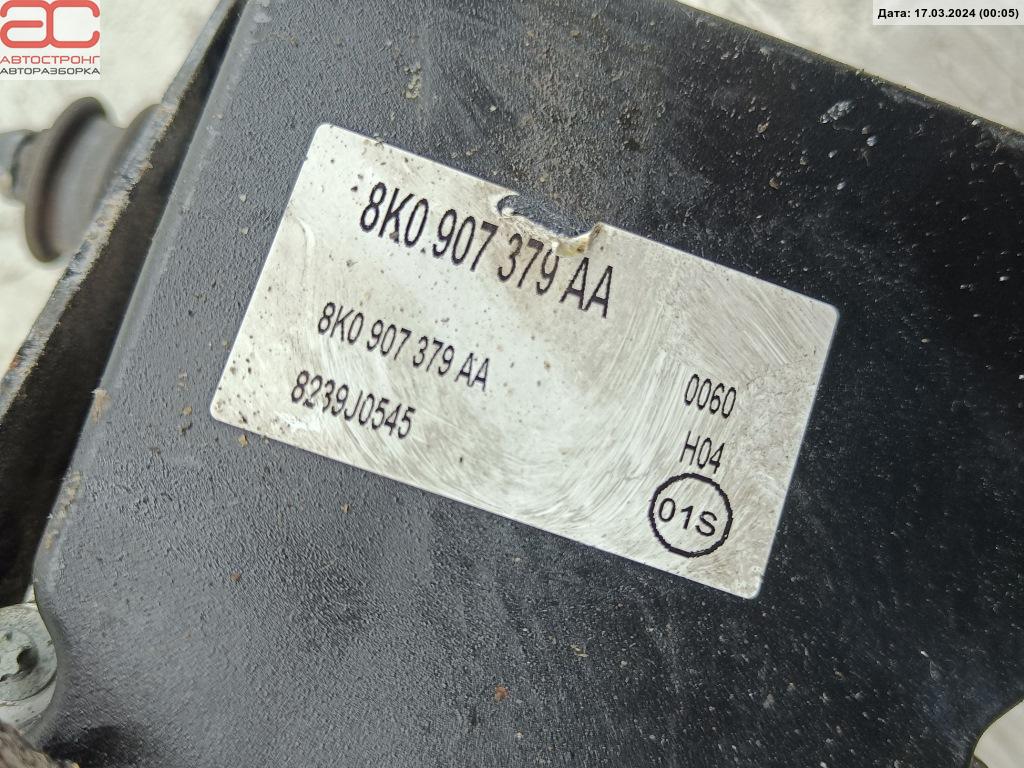 AC
АВТОСТРОНГ
АВТОРАЗБОРКА
Дата: 17.03.2024 (00:05)
8K0 907 379 AA
8K0 907 379 AA
8239J0545
0060
H04
01S